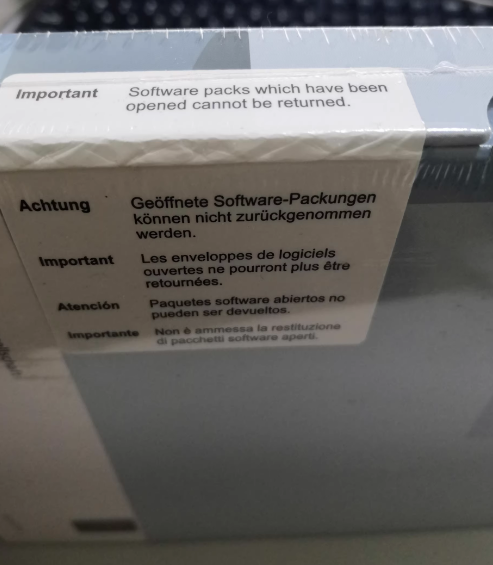 Important Software packs which have been
opened cannot be returned.
Achtung Geöffnete Software-Packungen
können nicht zurückgenommen
werden.
Important Les enveloppes de logiciels
ouvertes ne pourront plus être
retournées.
Atención Paquetes software abiertos no
pueden ser devueltos.
Importante Non è ammessa la restituzione
di pacchetti software aperti.